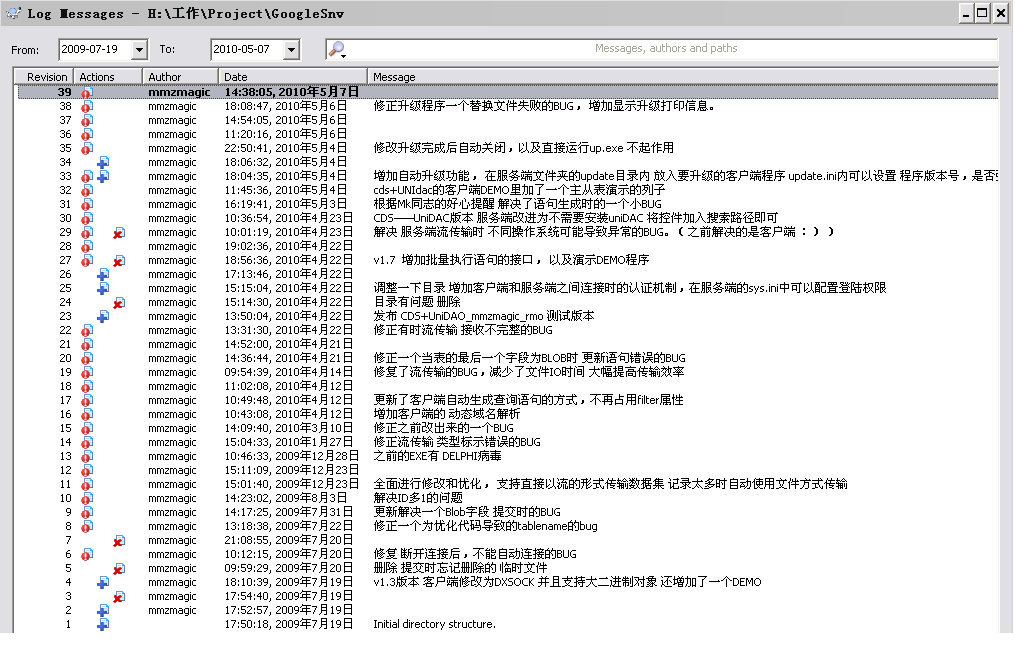 Log Messages - H:\工作\Project\GoogleSnv
From: 2009-07-19 To: 2010-05-07 Messages, authors and paths
Revision Actions Author Date Message
39 mmzmagic 14:38:05, 2010年5月7日
38 mmzmagic 18:08:47, 2010年5月6日 修正升级程序一个替换文件失败的BUG，增加显示升级打印信息。
37 mmzmagic 14:54:05, 2010年5月6日
36 mmzmagic 11:20:16, 2010年5月6日
35 mmzmagic 22:50:41, 2010年5月4日 修改升级完成后自动关闭，以及直接运行up.exe 不起作用
34 mmzmagic 18:06:32, 2010年5月4日
33 mmzmagic 18:04:35, 2010年5月4日 增加自动升级功能，在服务端文件夹的update目录内 放入要升级的客户端程序 update.ini内可以设置 程序版本号，是否
32 mmzmagic 11:45:36, 2010年5月4日 cds+UNIdac的客户端DEMO里加了一个主从表演示的列子
31 mmzmagic 16:19:41, 2010年5月3日 根据Mk同志的好心提醒 解决了语句生成时的一个小BUG
30 mmzmagic 10:36:54, 2010年4月23日 CDS——UniDAC版本 服务端改进为不需要安装uniDAC 将控件加入搜索路径即可
29 mmzmagic 10:01:19, 2010年4月23日 解决 服务端流传输时 不同操作系统可能导致异常的BUG。（ 之前解决的是客户端 ：） ）
28 mmzmagic 19:02:36, 2010年4月22日
27 mmzmagic 18:56:36, 2010年4月22日 v1.7 增加批量执行语句的接口， 以及演示DEMO程序
26 mmzmagic 17:13:46, 2010年4月22日
25 mmzmagic 15:15:04, 2010年4月22日 调整一下目录 增加客户端和服务端之间连接时的认证机制，在服务端的sys.ini中可以配置登陆权限
24 mmzmagic 15:14:30, 2010年4月22日 目录有问题 删除
23 mmzmagic 13:50:04, 2010年4月22日 发布 CDS+UniDAO_mmzmagic_rmo 测试版本
22 mmzmagic 13:31:30, 2010年4月22日 修正有时流传输 接收不完整的BUG
21 mmzmagic 14:52:00, 2010年4月21日
20 mmzmagic 14:36:44, 2010年4月21日 修正一个当表的最后一个字段为BLOB时 更新语句错误的BUG
19 mmzmagic 09:54:39, 2010年4月14日 修复了流传输的BUG，减少了文件IO时间 大幅提高传输效率
18 mmzmagic 11:02:08, 2010年4月12日
17 mmzmagic 10:49:48, 2010年4月12日 更新了客户端自动生成查询语句的方式，不再占用filter属性
16 mmzmagic 10:43:08, 2010年4月12日 增加客户端的 动态域名解析
15 mmzmagic 14:09:40, 2010年3月10日 修正之前改出来的一个BUG
14 mmzmagic 15:04:33, 2010年1月27日 修正流传输 类型标示错误的BUG
13 mmzmagic 10:46:33, 2009年12月28日 之前的EXE有 DELPHI病毒
12 mmzmagic 15:11:09, 2009年12月23日
11 mmzmagic 15:01:40, 2009年12月23日 全面进行修改和忧化， 支持直接以流的形式传输数据集 记录太多时自动使用文件方式传输
10 mmzmagic 14:23:02, 2009年8月3日 解决ID多1的问题
9 mmzmagic 14:17:25, 2009年7月31日 更新解决一个Blob字段 提交时的BUG
8 mmzmagic 13:18:38, 2009年7月22日 修正一个为忧化代码导致的tablename的bug
7 mmzmagic 21:08:55, 2009年7月20日
6 mmzmagic 10:12:15, 2009年7月20日 修复 断开连接后，不能自动连接的BUG
5 mmzmagic 09:59:29, 2009年7月20日 删除 提交时忘记删除的 临时文件
4 mmzmagic 18:10:39, 2009年7月19日 v1.3版本 客户端修改为DXSOCK 并且支持大二进制对象 还增加了一个DEMO
3 mmzmagic 17:54:40, 2009年7月19日
2 mmzmagic 17:52:57, 2009年7月19日
1 mmzmagic 17:50:18, 2009年7月19日 Initial directory structure.